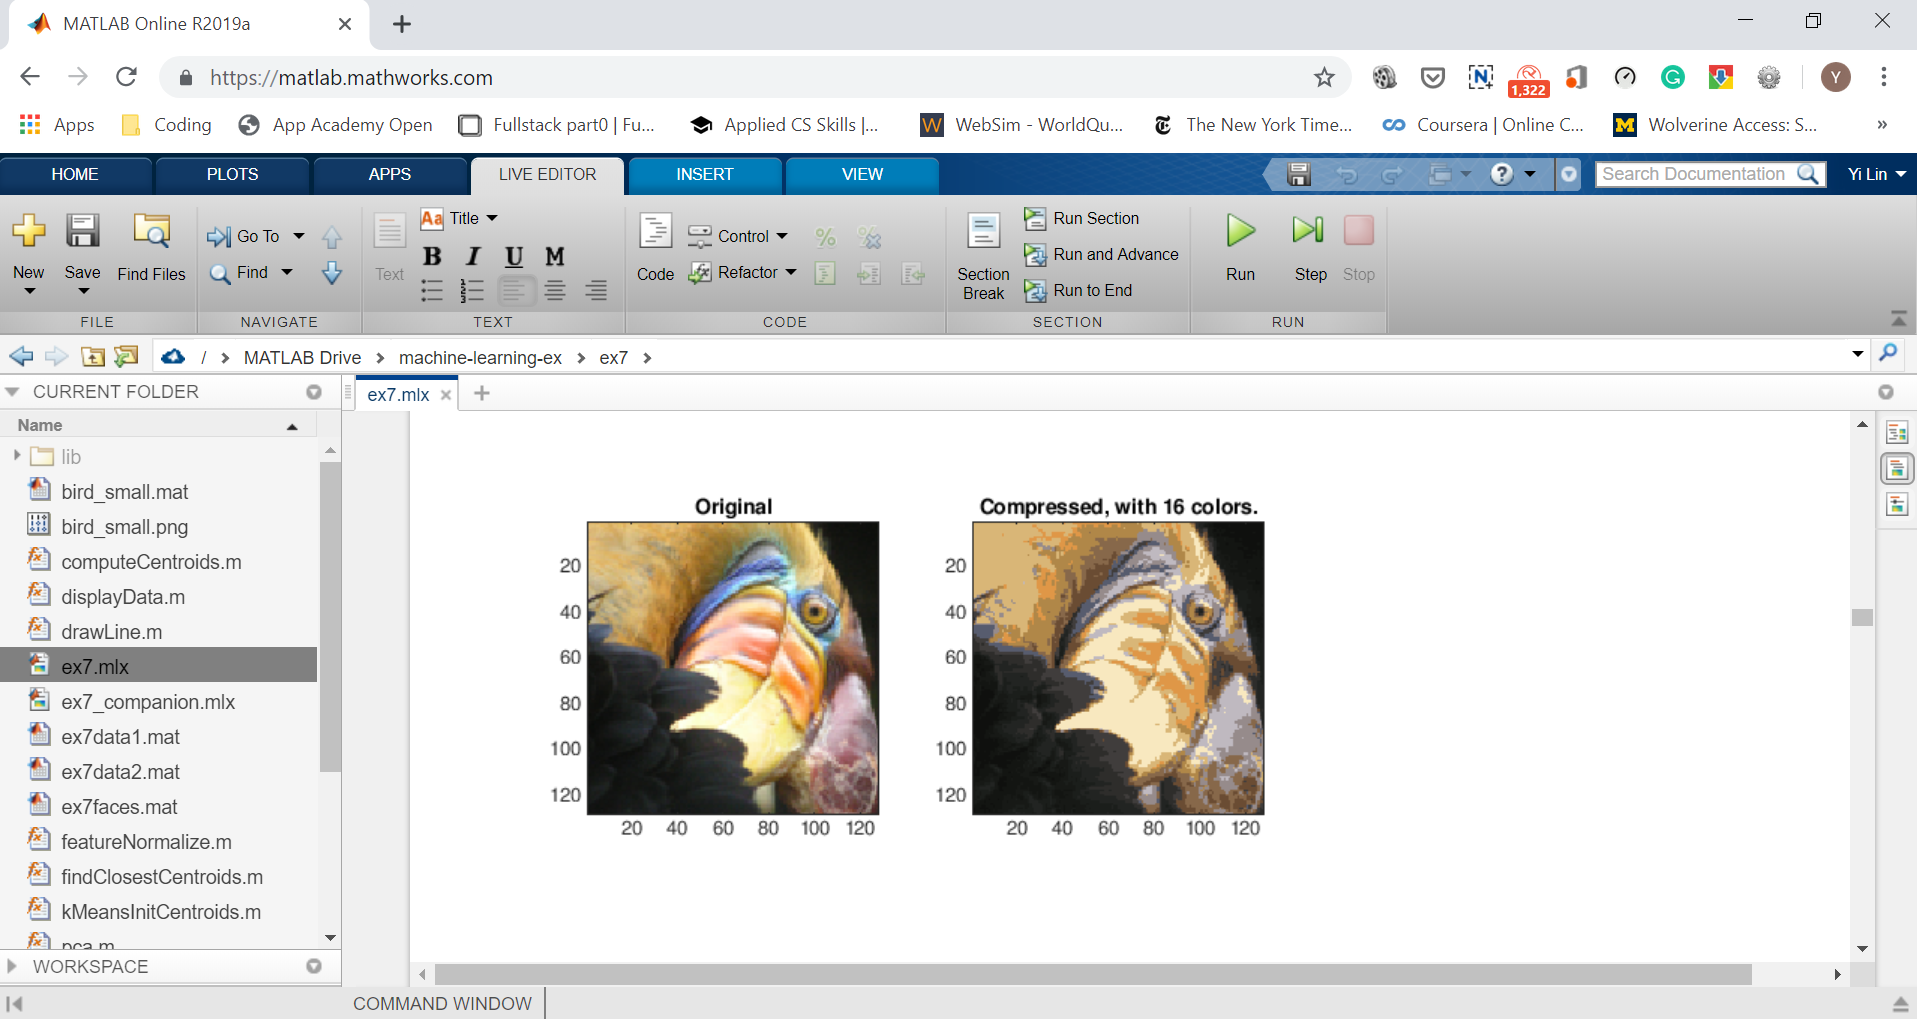 MATLAB Online R2019a
https://matlab.mathworks.com
1,322
Y
Apps Coding App Academy Open Fullstack part0 | Fu... Applied CS Skills |... WebSim - WorldQu... The New York Time... Coursera | Online C... Wolverine Access: S... »
HOME PLOTS APPS LIVE EDITOR INSERT VIEW Search Documentation Yi Lin
New Save Find Files
Go To
Find
Text
Aa Title
B I U M
Code
Control
Refactor
Section Break
Run Section
Run and Advance
Run to End
Run Step Stop
FILE NAVIGATE TEXT CODE SECTION RUN
/ > MATLAB Drive > machine-learning-ex > ex7 >
CURRENT FOLDER
ex7.mlx
Name
lib
bird_small.mat
bird_small.png
computeCentroids.m
displayData.m
drawLine.m
ex7.mlx
ex7_companion.mlx
ex7data1.mat
ex7data2.mat
ex7faces.mat
featureNormalize.m
findClosestCentroids.m
kMeansInitCentroids.m
pca.m
WORKSPACE
Original
20
40
60
80
100
120
20 40 60 80 100 120
Compressed, with 16 colors.
20
40
60
80
100
120
20 40 60 80 100 120
COMMAND WINDOW